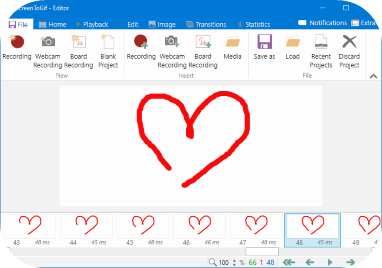 ScreenToGif - Editor
File Home Playback Edit Image Transitions Statistics Notifications Extras
Recording Webcam Recording Board Recording Blank Project Recording Webcam Recording Board Recording Media Save as Load Recent Projects Discard Project
New Insert File
43 48 ms 44 45 ms 45 46 ms 46 48 ms 47 48 ms 48 45 ms 49
100 % 66 1 48